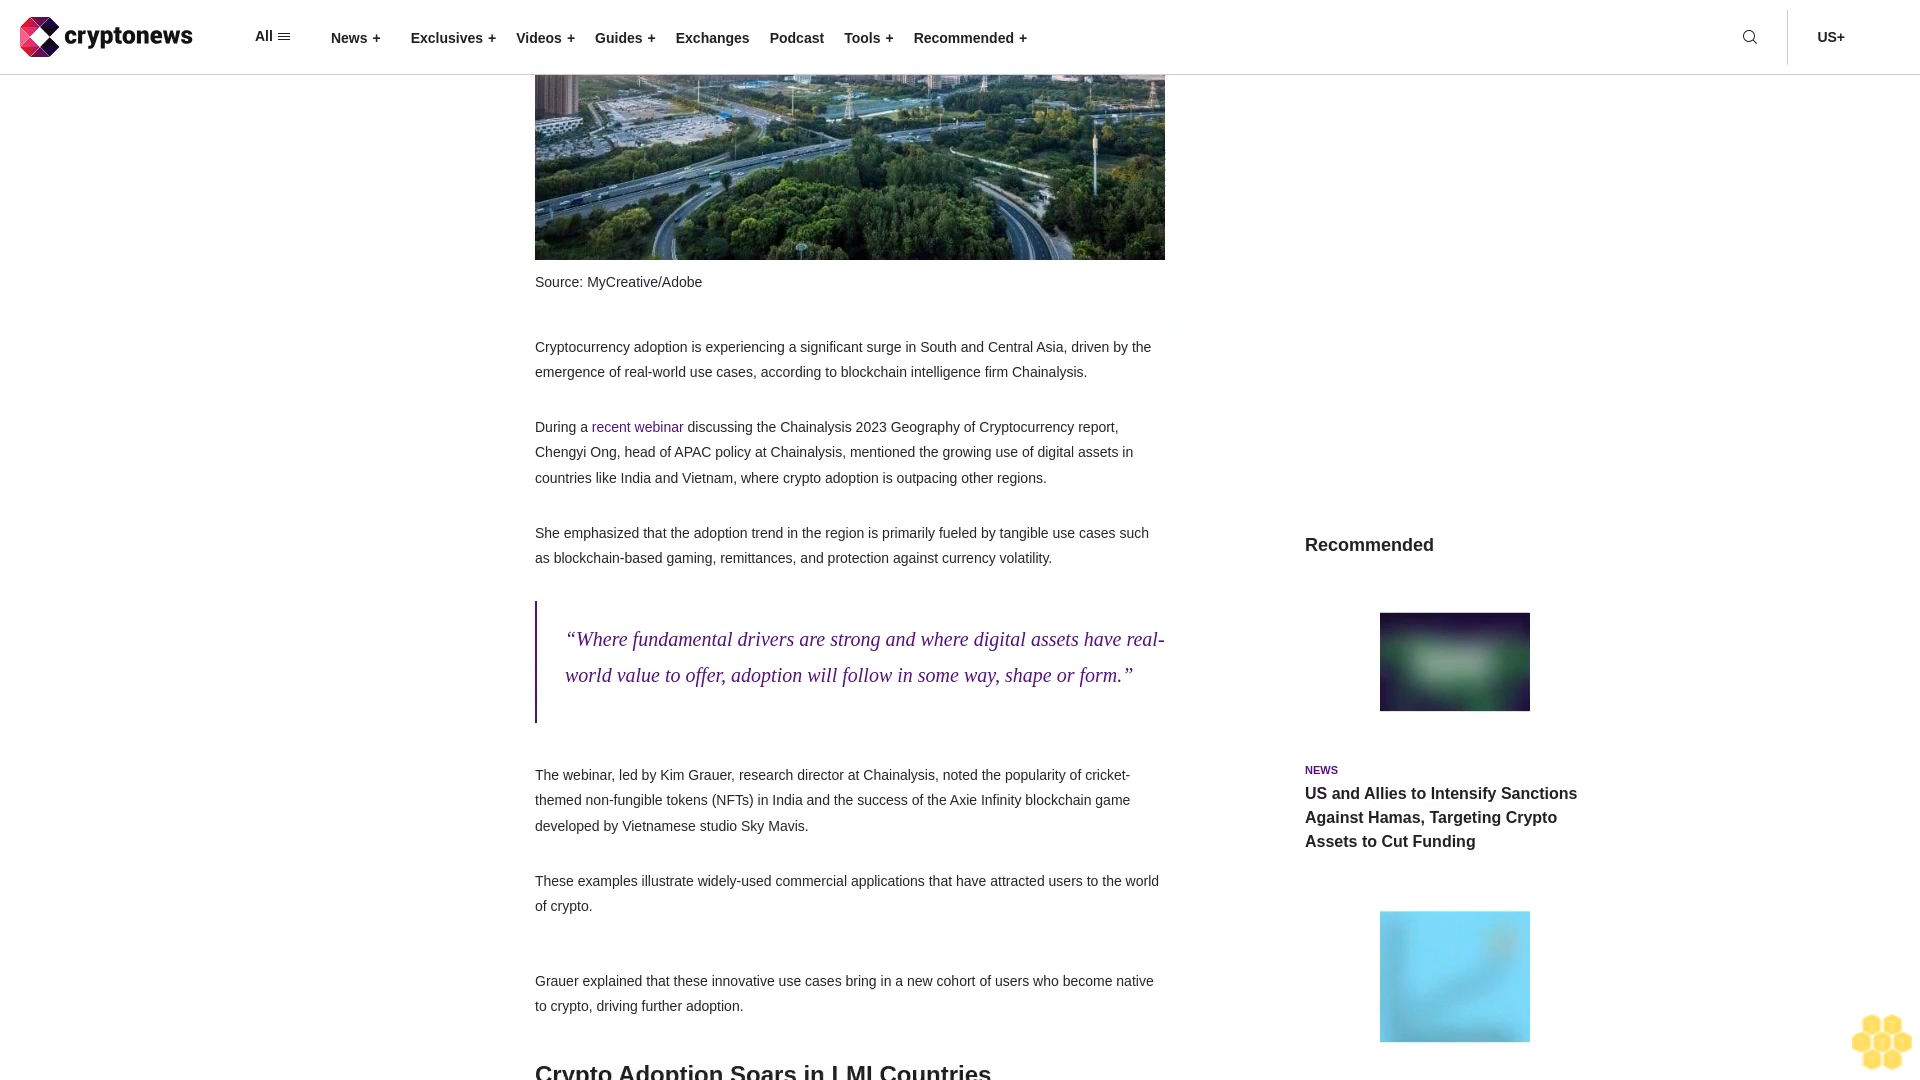 cryptonews
All
News +
Exclusives +
Videos +
Guides +
Exchanges
Podcast
Tools +
Recommended +
US+
Source: MyCreative/Adobe
Cryptocurrency adoption is experiencing a significant surge in South and Central Asia, driven by the
emergence of real-world use cases, according to blockchain intelligence firm Chainalysis.
During a recent webinar discussing the Chainalysis 2023 Geography of Cryptocurrency report,
Chengyi Ong, head of APAC policy at Chainalysis, mentioned the growing use of digital assets in
countries like India and Vietnam, where crypto adoption is outpacing other regions.
She emphasized that the adoption trend in the region is primarily fueled by tangible use cases such
as blockchain-based gaming, remittances, and protection against currency volatility.
“Where fundamental drivers are strong and where digital assets have real-
world value to offer, adoption will follow in some way, shape or form.”
The webinar, led by Kim Grauer, research director at Chainalysis, noted the popularity of cricket-
themed non-fungible tokens (NFTs) in India and the success of the Axie Infinity blockchain game
developed by Vietnamese studio Sky Mavis.
These examples illustrate widely-used commercial applications that have attracted users to the world
of crypto.
Grauer explained that these innovative use cases bring in a new cohort of users who become native
to crypto, driving further adoption.
Crypto Adoption Soars in LMI Countries
Recommended
NEWS
US and Allies to Intensify Sanctions
Against Hamas, Targeting Crypto
Assets to Cut Funding